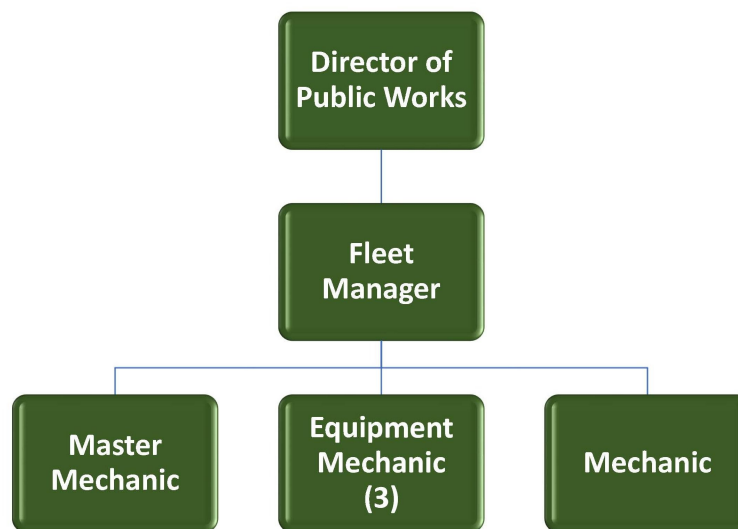 Director of
Public Works
Fleet
Manager
Master
Mechanic
Equipment
Mechanic
(3)
Mechanic